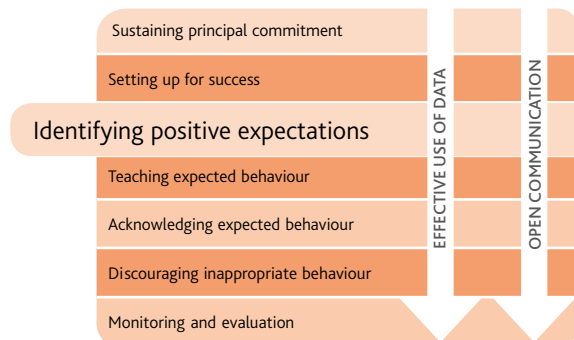 Sustaining principal commitment
Setting up for success
Identifying positive expectations
Teaching expected behaviour
Acknowledging expected behaviour
Discouraging inappropriate behaviour
Monitoring and evaluation
EFFECTIVE USE OF DATA
OPEN COMMUNICATION